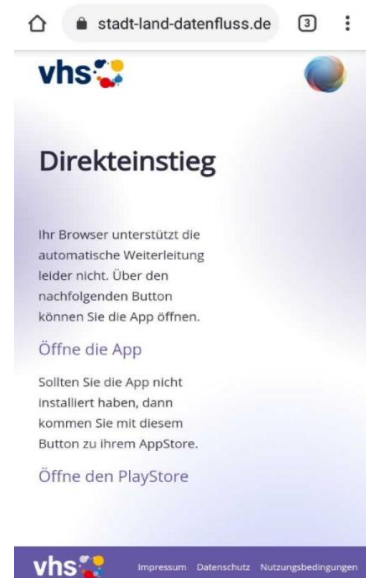 stadt-land-datenfluss.de 3
vhs
Direkteinstieg
Ihr Browser unterstützt die
automatische Weiterleitung
leider nicht. Über den
nachfolgenden Button
können Sie die App öffnen.
Öffne die App
Sollten Sie die App nicht
installiert haben, dann
kommen Sie mit diesem
Button zu ihrem AppStore.
Öffne den PlayStore
vhs Impressum Datenschutz Nutzungsbedingungen